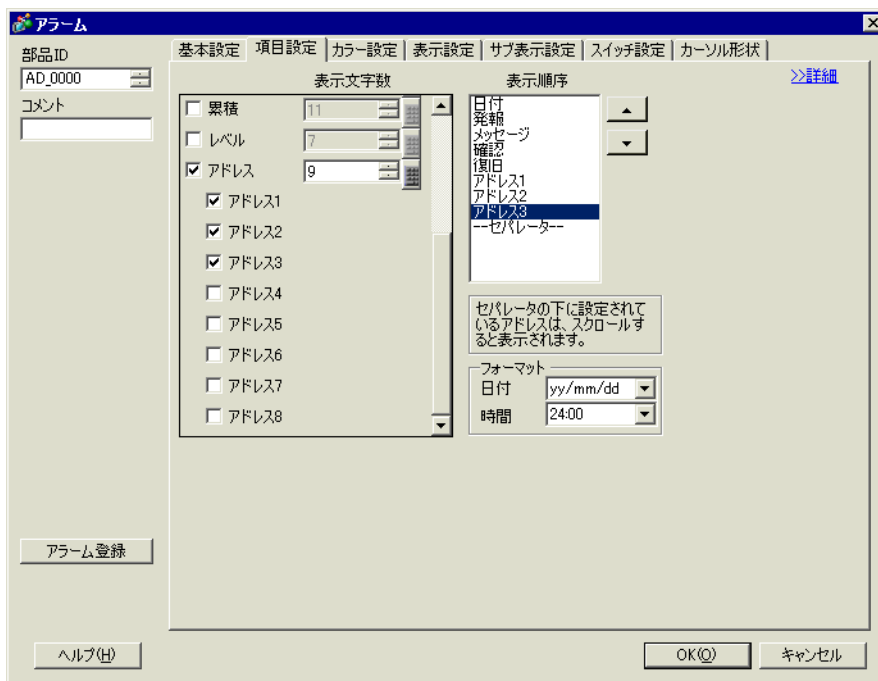 アラーム
部品ID
AD_0000
コメント
基本設定 項目設定 カラー設定 表示設定 サブ表示設定 スイッチ設定 カーソル形状
>>詳細
表示文字数
累積 11
レベル 7
アドレス 9
アドレス1
アドレス2
アドレス3
アドレス4
アドレス5
アドレス6
アドレス7
アドレス8
表示順序
日付
発報
メッセージ
確認
復旧
アドレス1
アドレス2
アドレス3
--セパレータ--
セパレータの下に設定されて
いるアドレスは、スクロールす
ると表示されます。
フォーマット
日付 yy/mm/dd
時間 24:00
アラーム登録
ヘルプ(H)
OK(O)
キャンセル